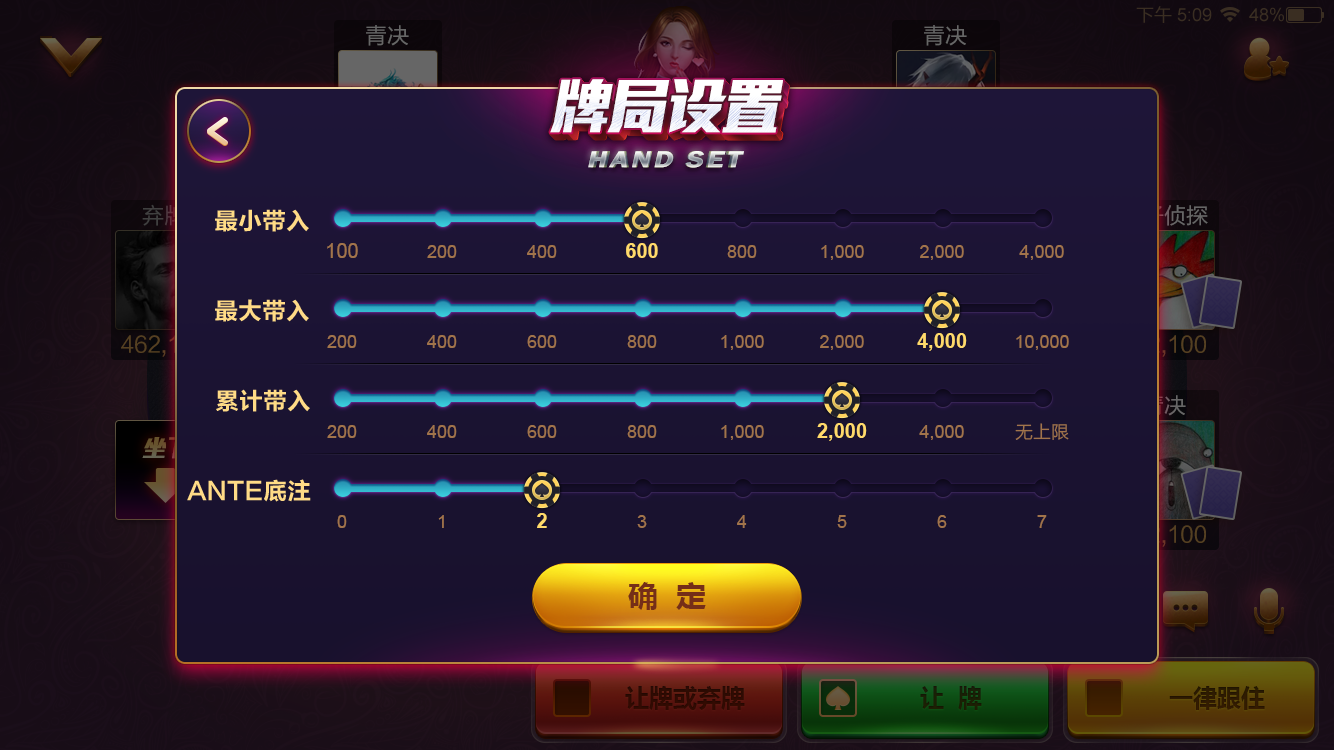 下午 5:09 48%
青决 青决
牌局设置
HAND SET
最小带入
100 200 400 600 800 1,000 2,000 4,000
最大带入
200 400 600 800 1,000 2,000 4,000 10,000
累计带入
200 400 600 800 1,000 2,000 4,000 无上限
ANTE底注
0 1 2 3 4 5 6 7
确 定
弃
462,
坐
侦探
,100
决
,100
让牌或弃牌
让 牌
一律跟住